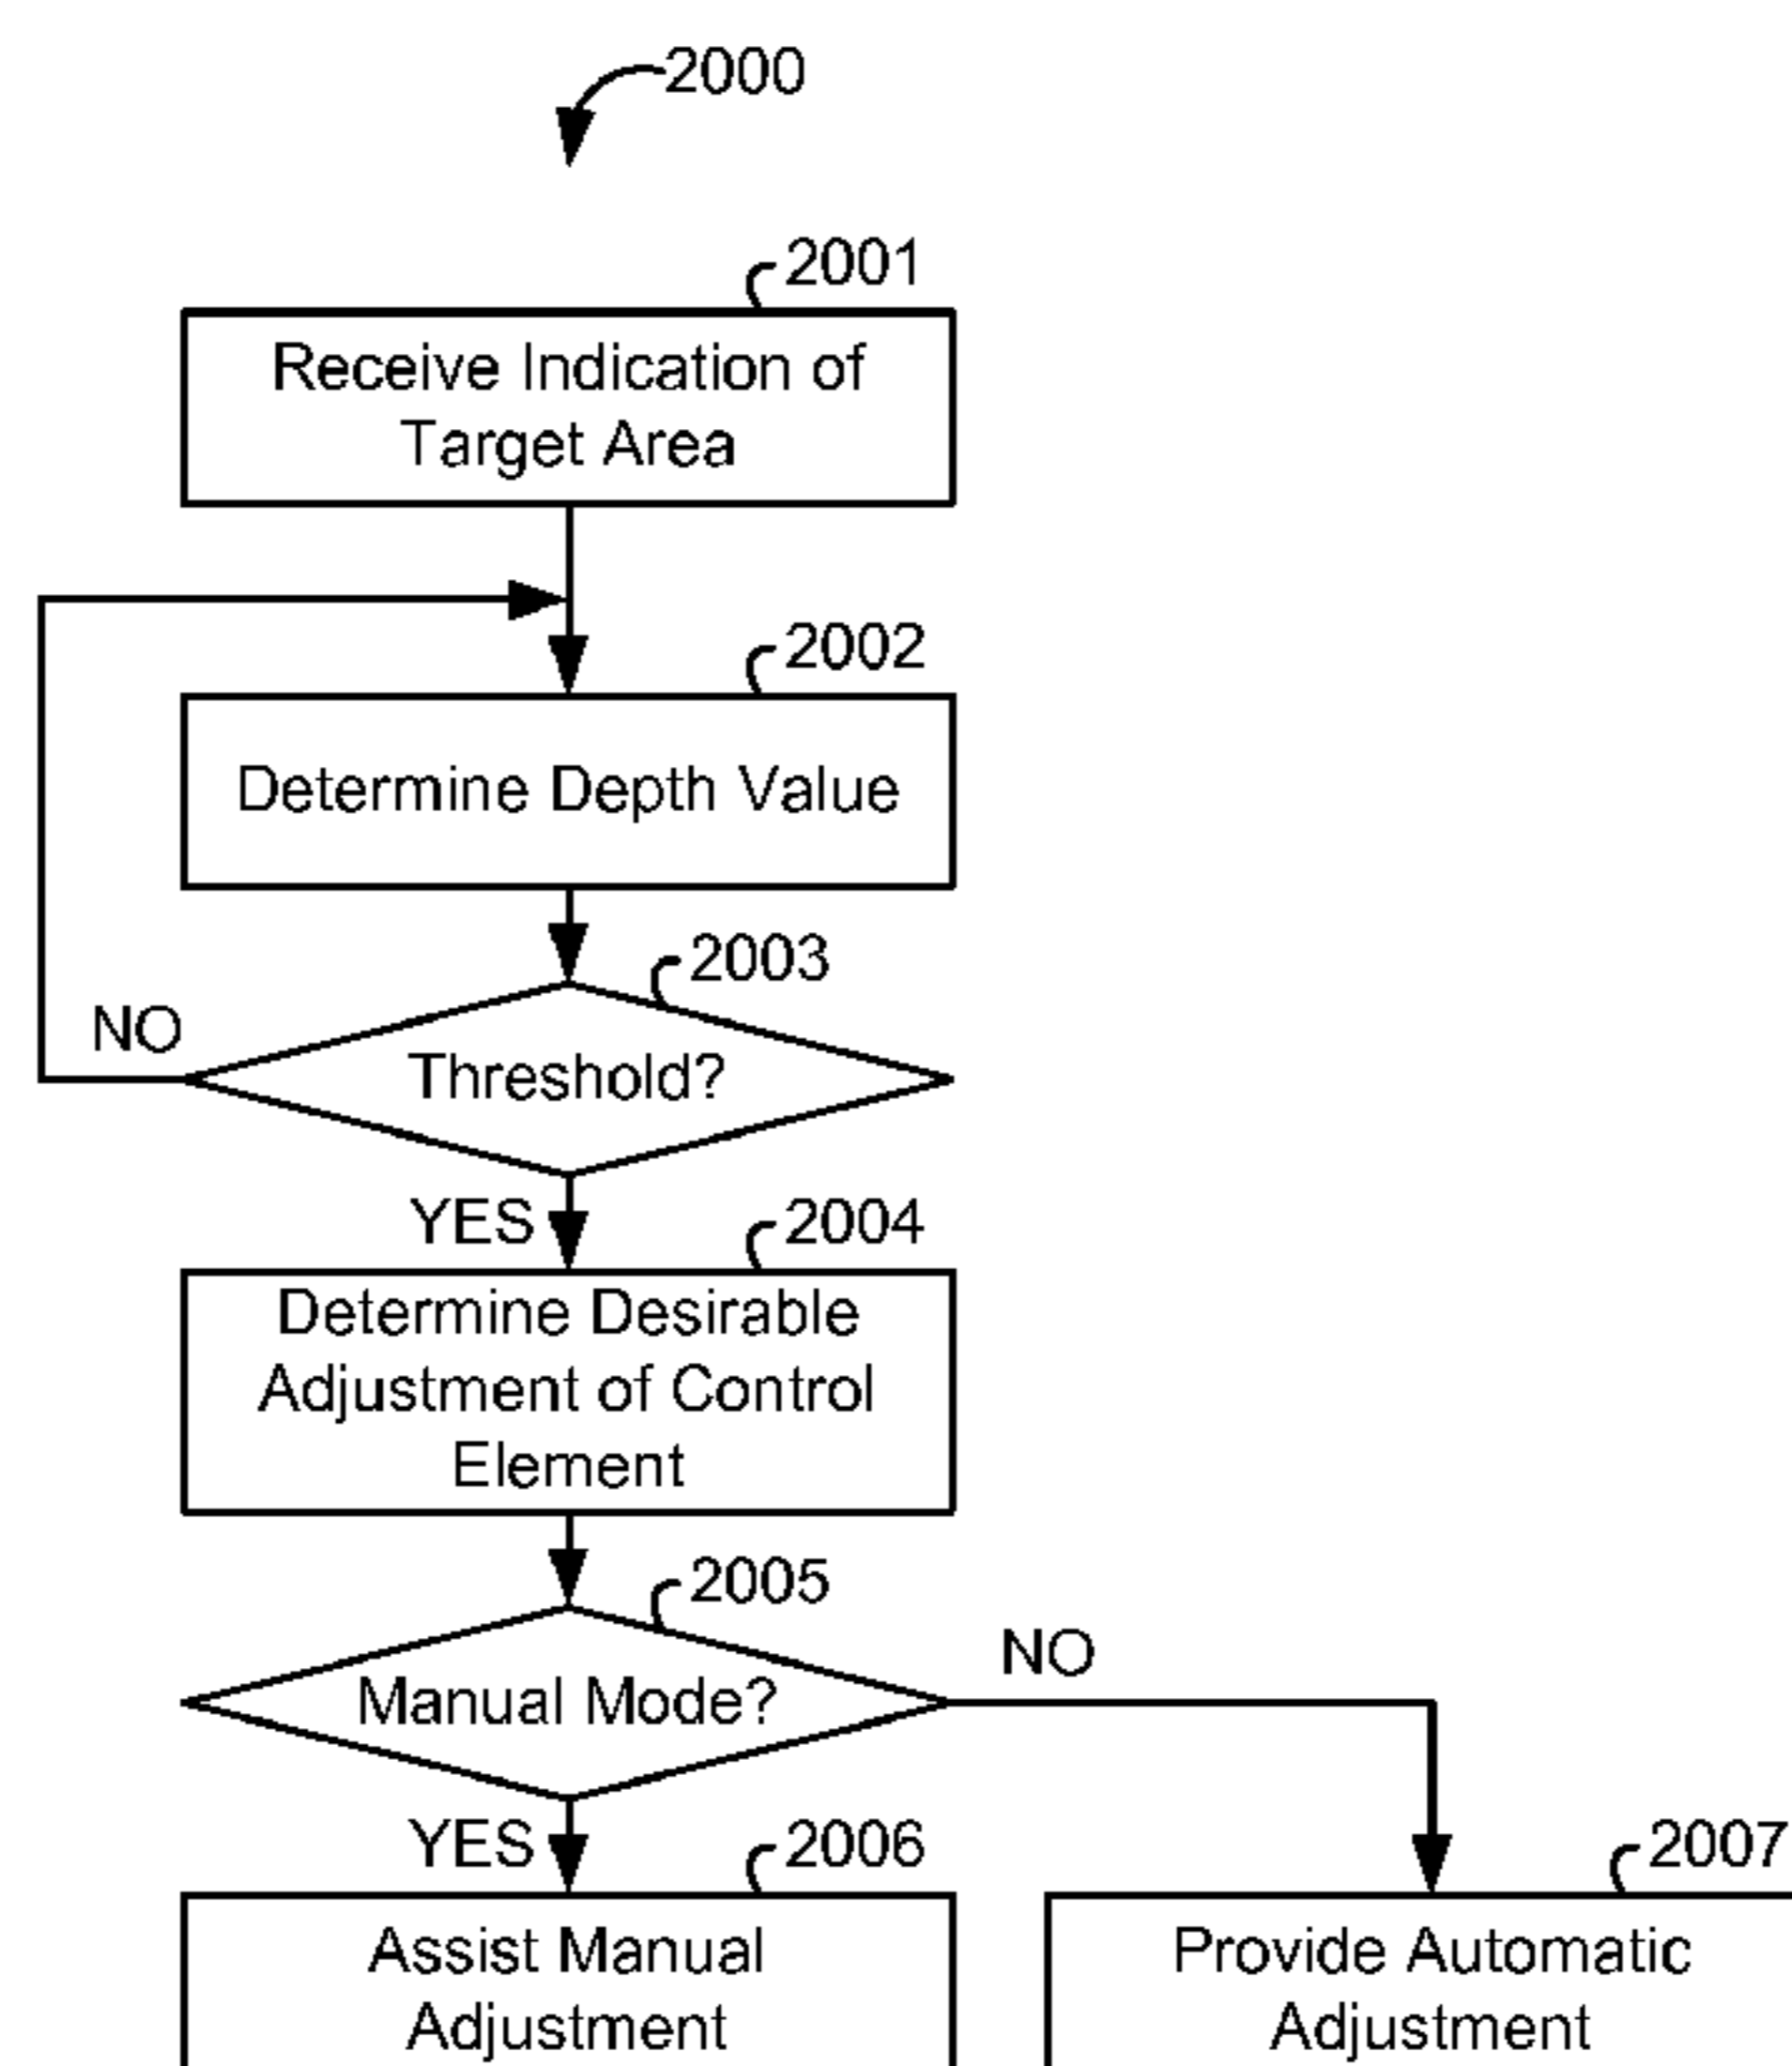 2000
2001
Receive Indication of
Target Area
2002
Determine Depth Value
2003
NO
Threshold?
YES
2004
Determine Desirable
Adjustment of Control
Element
2005
NO
Manual Mode?
YES
2006
2007
Assist Manual
Adjustment
Provide Automatic
Adjustment